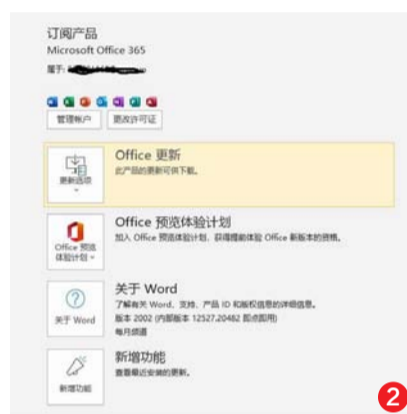 订阅产品
Microsoft Office 365
属于:
管理帐户
更改许可证
更新选项
Office 更新
此产品的更新可供下载。
Office 预览
体验计划
Office 预览体验计划
加入 Office 预览体验计划，获得提前体验 Office 新版本的资格。
关于 Word
关于 Word
了解有关 Word、支持、产品 ID 和版权信息的详细信息。
版本 2002 (内部版本 12527.20482 即点即用)
每月频道
新增功能
新增功能
查看最近安装的更新。
2